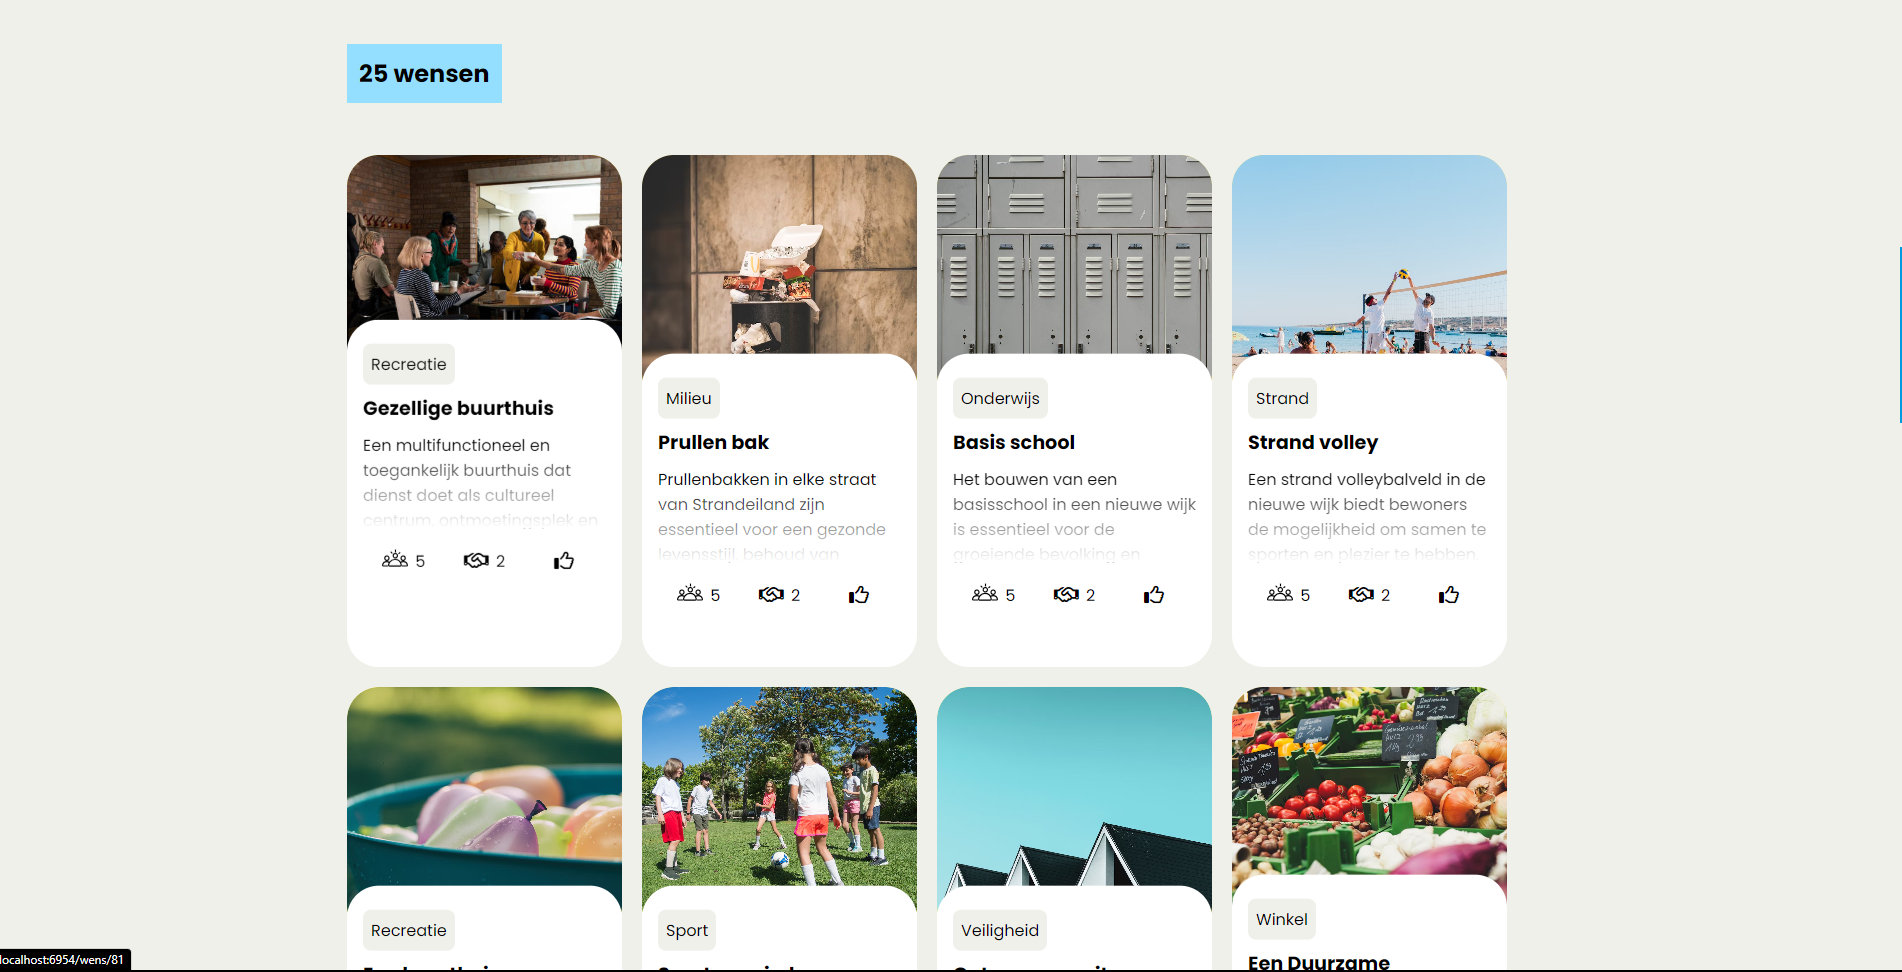 25 wensen
Recreatie
Gezellige buurthuis
Een multifunctioneel en
toegankelijk buurthuis dat
dienst doet als cultureel
centrum, ontmoetingsplek en
5 2
Milieu
Prullen bak
Prullenbakken in elke straat
van Strandeiland zijn
essentieel voor een gezonde
levensstijl, behoud van
5 2
Onderwijs
Basis school
Het bouwen van een
basisschool in een nieuwe wijk
is essentieel voor de
groeiende bevolking en
5 2
Strand
Strand volley
Een strand volleybalveld in de
nieuwe wijk biedt bewoners
de mogelijkheid om samen te
sporten en plezier te hebben.
5 2
Recreatie
Sport
Veiligheid
Winkel
Een Duurzame
localhost:6954/wens/81